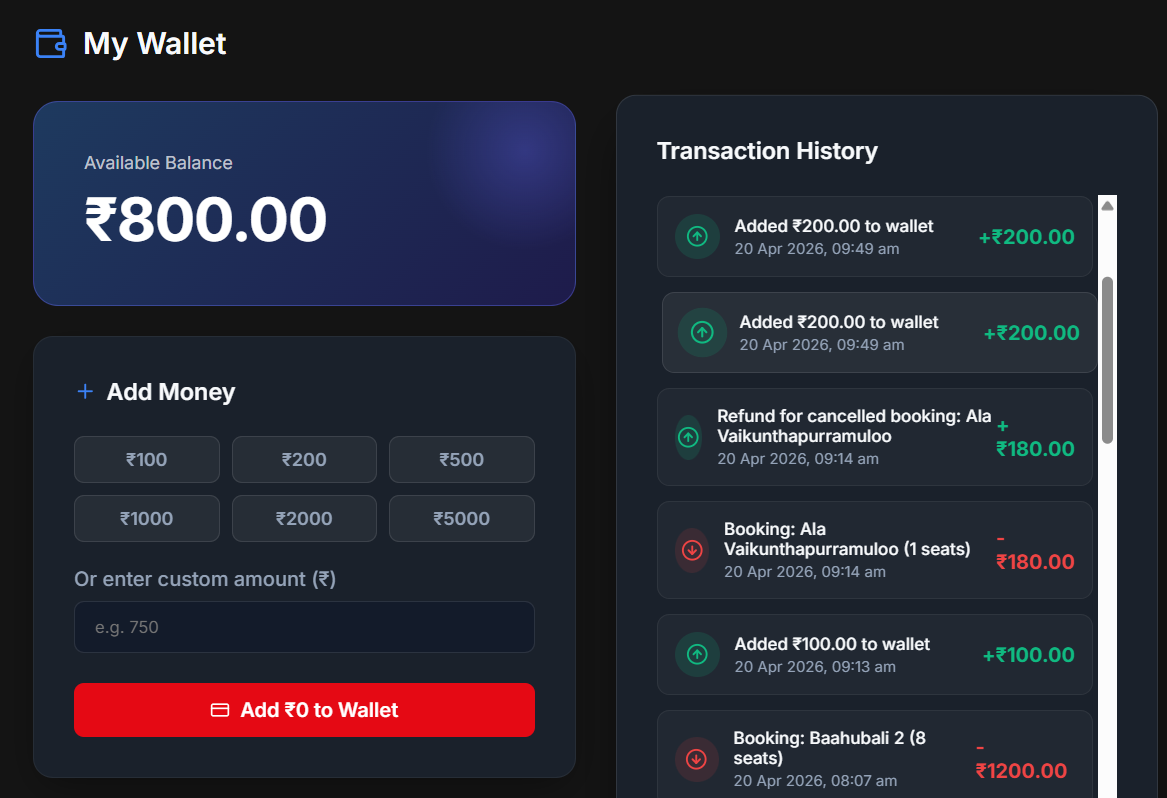 My Wallet
Available Balance
₹800.00
Add Money
₹100
₹200
₹500
₹1000
₹2000
₹5000
Or enter custom amount (₹)
e.g. 750
Add ₹0 to Wallet
Transaction History
Added ₹200.00 to wallet
20 Apr 2026, 09:49 am
+₹200.00
Added ₹200.00 to wallet
20 Apr 2026, 09:49 am
+₹200.00
Refund for cancelled booking: Ala
Vaikunthapurramuloo
20 Apr 2026, 09:14 am
+
₹180.00
Booking: Ala
Vaikunthapurramuloo (1 seats)
20 Apr 2026, 09:14 am
-
₹180.00
Added ₹100.00 to wallet
20 Apr 2026, 09:13 am
+₹100.00
Booking: Baahubali 2 (8
seats)
20 Apr 2026, 08:07 am
-
₹1200.00